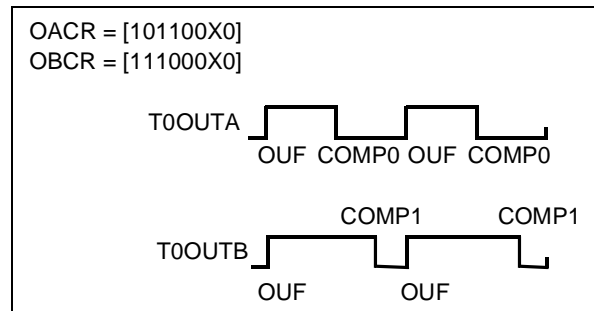 OACR = [101100X0]
OBCR = [111000X0]
T0OUTA
OUF COMP0 OUF COMP0
COMP1 COMP1
T0OUTB
OUF OUF